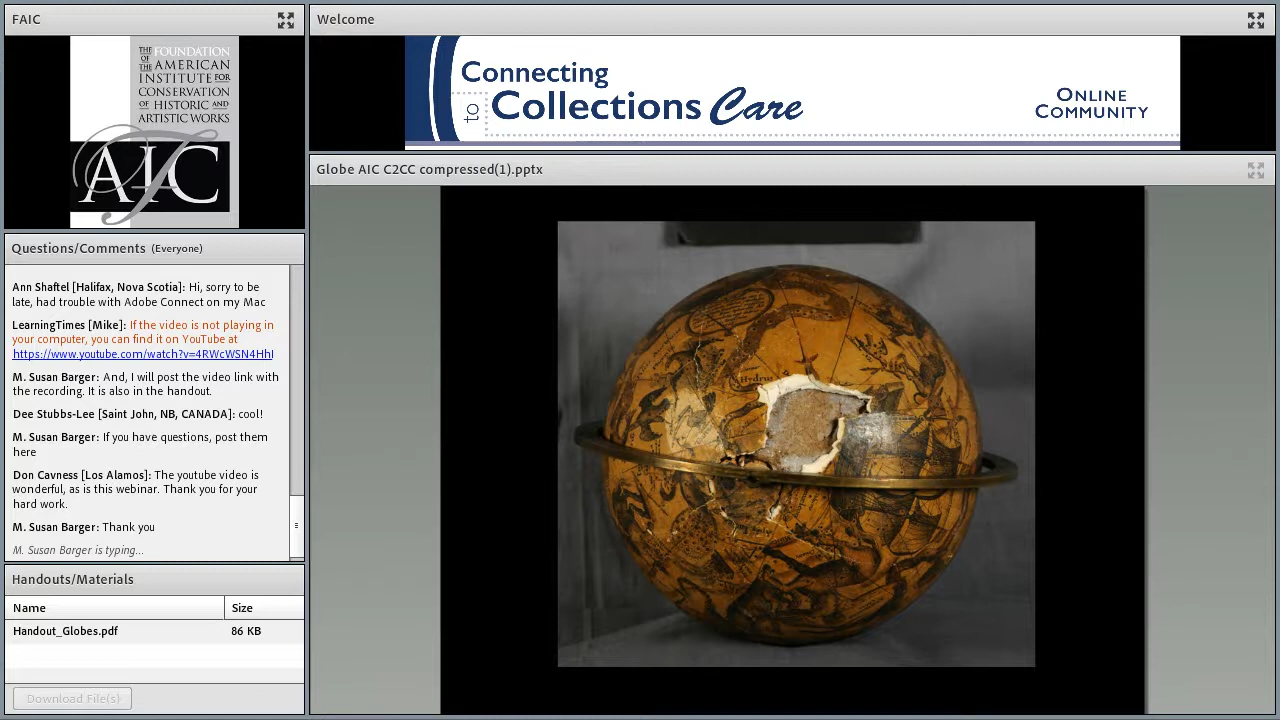 FAIC
THE FOUNDATION
OF THE AMERICAN
INSTITUTE FOR
CONSERVATION
OF HISTORIC AND
ARTISTIC WORKS
AIC
Questions/Comments (Everyone)
Ann Shaftel [Halifax, Nova Scotia]: Hi, sorry to be
late, had trouble with Adobe Connect on my Mac
LearningTimes [Mike]: If the video is not playing in
your computer, you can find it on YouTube at
https://www.youtube.com/watch?v=4RWcWSN4HhI
M. Susan Barger: And, I will post the video link with
the recording. It is also in the handout.
Dee Stubbs-Lee [Saint John, NB, CANADA]: cool!
M. Susan Barger: If you have questions, post them
here
Don Cavness [Los Alamos]: The youtube video is
wonderful, as is this webinar. Thank you for your
hard work.
M. Susan Barger: Thank you
M. Susan Barger is typing...
Handouts/Materials
Name Size
Handout_Globes.pdf 86 KB
Download File(s)
Welcome
Connecting
to Collections Care
ONLINE
COMMUNITY
Globe AIC C2CC compressed(1).pptx
Hydrus